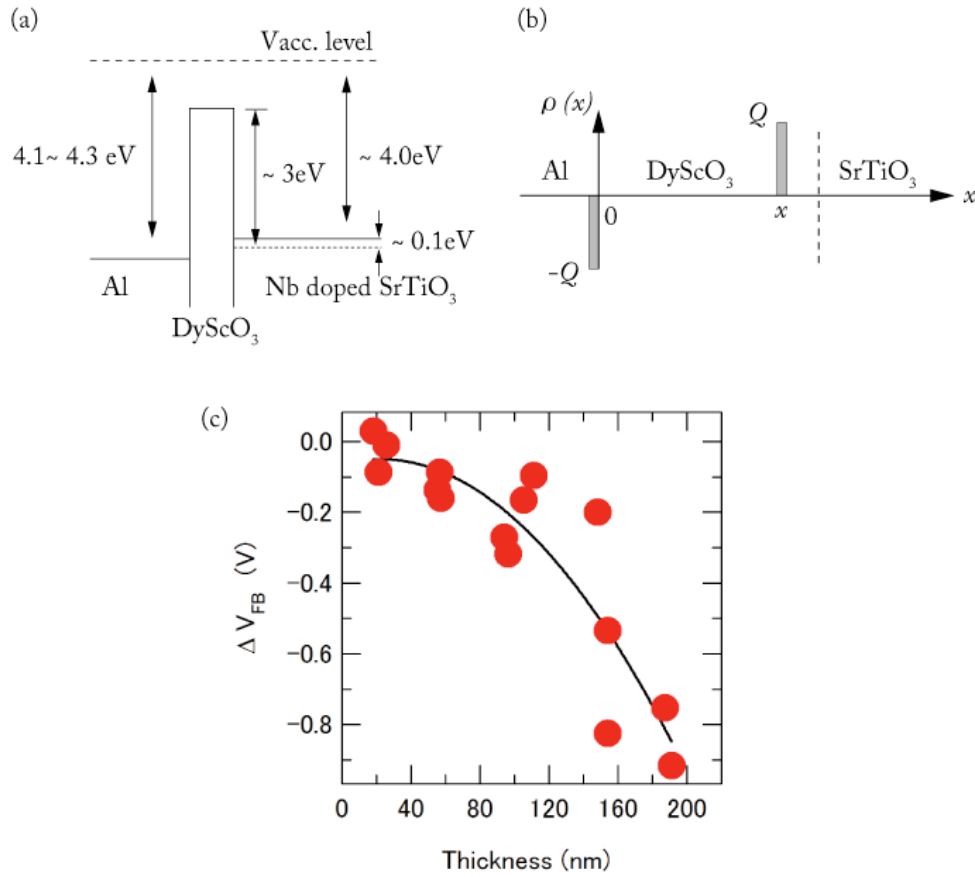 (a)
Vacc. level
4.1~ 4.3 eV
~ 3eV
~ 4.0eV
~ 0.1eV
Al
Nb doped SrTiO₃
DyScO₃
(b)
ρ (x)
Q
Al
DyScO₃
SrTiO₃
0
x
x
-Q
(c)
Δ V_FB (V)
0.0
−0.2
−0.4
−0.6
−0.8
0 40 80 120 160 200
Thickness (nm)